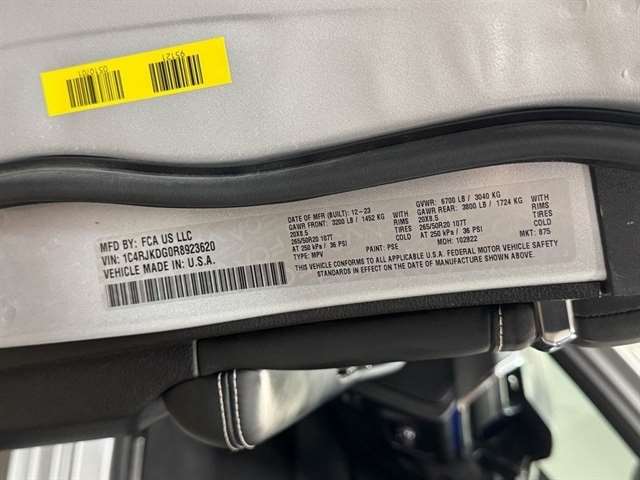 95121
0310101
MFD BY: FCA US LLC
VIN: 1C4RJKDG0R8923620
VEHICLE MADE IN U.S.A.
DATE OF MFR (BUILT): 12-23
GAWR FRONT: 3200 LB / 1452 KG WITH
20X8.5 RIMS
265/50R20 107T TIRES
AT 250 kPa / 36 PSI COLD
TYPE: MPV PAINT: PSE
GVWR: 6700 LB / 3040 KG
GAWR REAR: 3800 LB / 1724 KG WITH
20X8.5 RIMS
265/50R20 107T TIRES
AT 250 kPa / 36 PSI COLD
MDH: 102822 MKT: 875
THIS VEHICLE CONFORMS TO ALL APPLICABLE U.S.A. FEDERAL MOTOR VEHICLE SAFETY
STANDARDS IN EFFECT ON THE DATE OF MANUFACTURE SHOWN ABOVE.